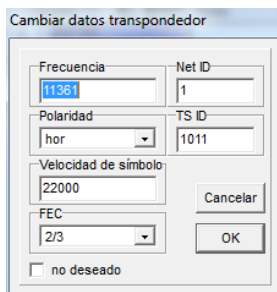 Cambiar datos transpondedor
Frecuencia
11361
Net ID
1
Polaridad
hor
TS ID
1011
Velocidad de símbolo
22000
Cancelar
FEC
2/3
OK
no deseado